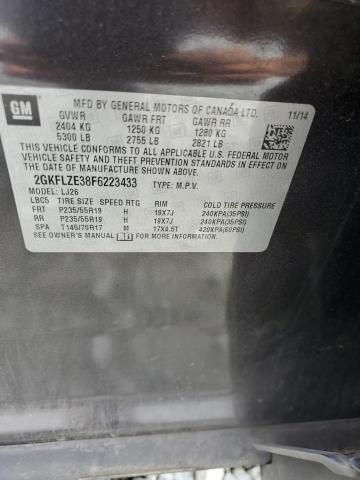 GM
MFD BY GENERAL MOTORS OF CANADA LTD. 11/14
GVWR GAWR FRT GAWR RR
2404 KG 1250 KG 1280 KG
5300 LB 2755 LB 2821 LB
THIS VEHICLE CONFORMS TO ALL APPLICABLE U.S. FEDERAL MOTOR
VEHICLE SAFETY AND THEFT PREVENTION STANDARDS IN EFFECT ON
THE DATE OF MANUFACTURE SHOWN ABOVE.
2GKFLZE38F6223433 TYPE: M.P.V.
MODEL: LJ26
LBC5 TIRE SIZE SPEED RTG RIM COLD TIRE PRESSURE
FRT P235/55R19 H 19X7J 240KPA(35PSI)
RR P235/55R19 H 19X7J 240KPA(35PSI)
SPA T145/70R17 M 17X4.5T 420KPA(60PSI)
SEE OWNER'S MANUAL FOR ADDITIONAL INFORMATION.